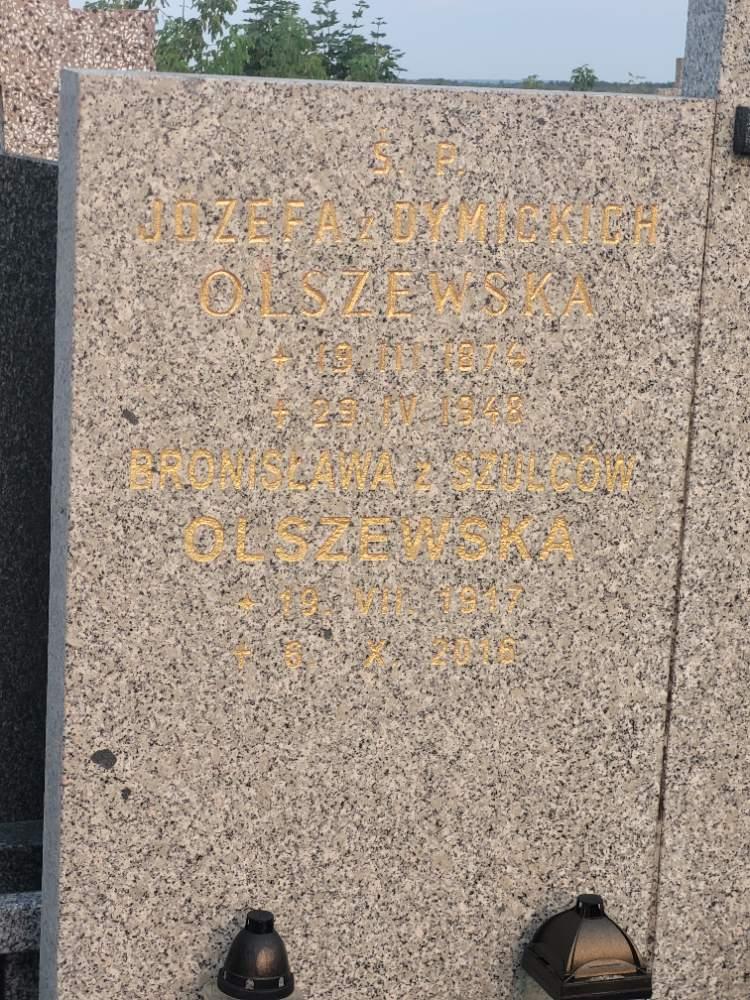 Ś. P.
JÓZEFA z DYMICKICH
OLSZEWSKA
+ 19 III 1874
+ 29 IV 1948
BRONISŁAWA z SZULCÓW
OLSZEWSKA
+ 19. VII. 1917
+ 6. X. 2016